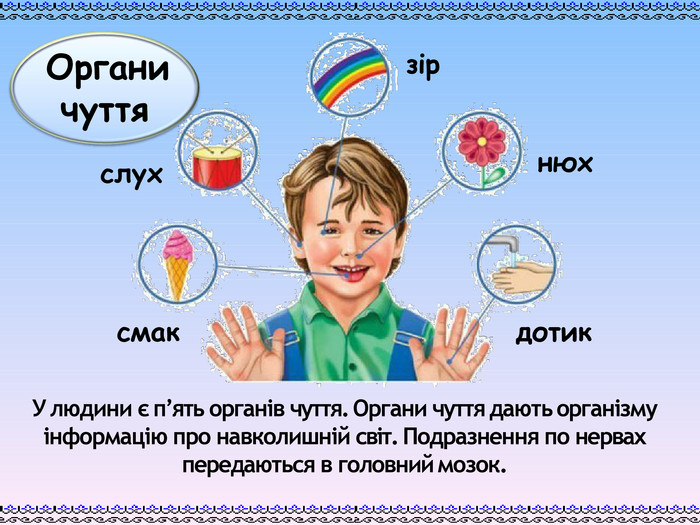 Органи
чуття
зір
слух
нюх
смак
дотик
У людини є п’ять органів чуття. Органи чуття дають організму
інформацію про навколишній світ. Подразнення по нервах
передаються в головний мозок.